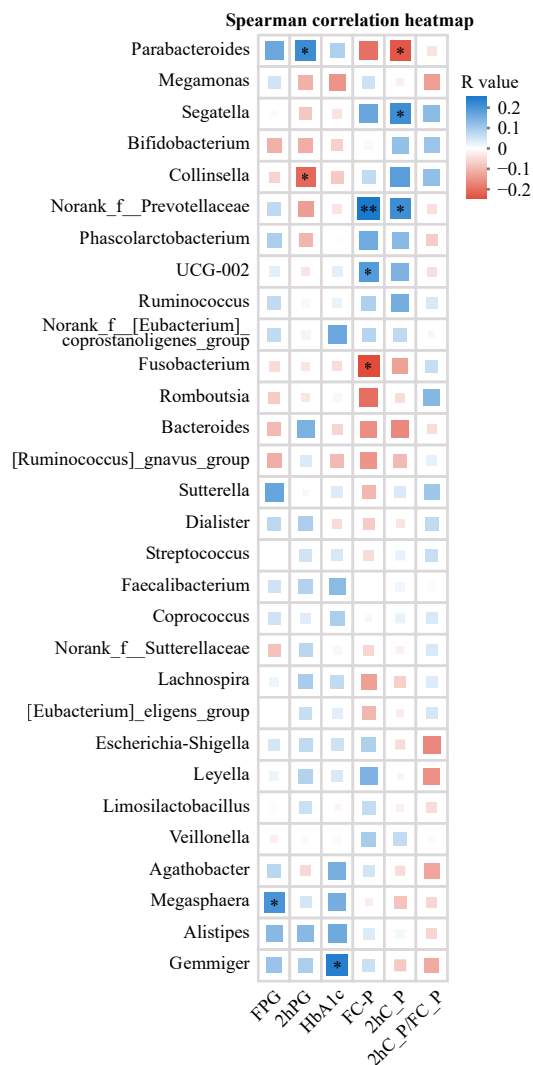 Spearman correlation heatmap
Parabacteroides
Megamonas
Segatella
Bifidobacterium
Collinsella
Norank_f__Prevotellaceae
Phascolarctobacterium
UCG-002
Ruminococcus
Norank_f__[Eubacterium]_
coprostanoligenes_group
Fusobacterium
Romboutsia
Bacteroides
[Ruminococcus]_gnavus_group
Sutterella
Dialister
Streptococcus
Faecalibacterium
Coprococcus
Norank_f__Sutterellaceae
Lachnospira
[Eubacterium]_eligens_group
Escherichia-Shigella
Leyella
Limosilactobacillus
Veillonella
Agathobacter
Megasphaera
Alistipes
Gemmiger
* *
*
*
** *
*
*
*
*
FPG
2hPG
HbA1c
FC-P
2hC_P
2hC_P/FC_P
R value
0.2
0.1
0
−0.1
−0.2